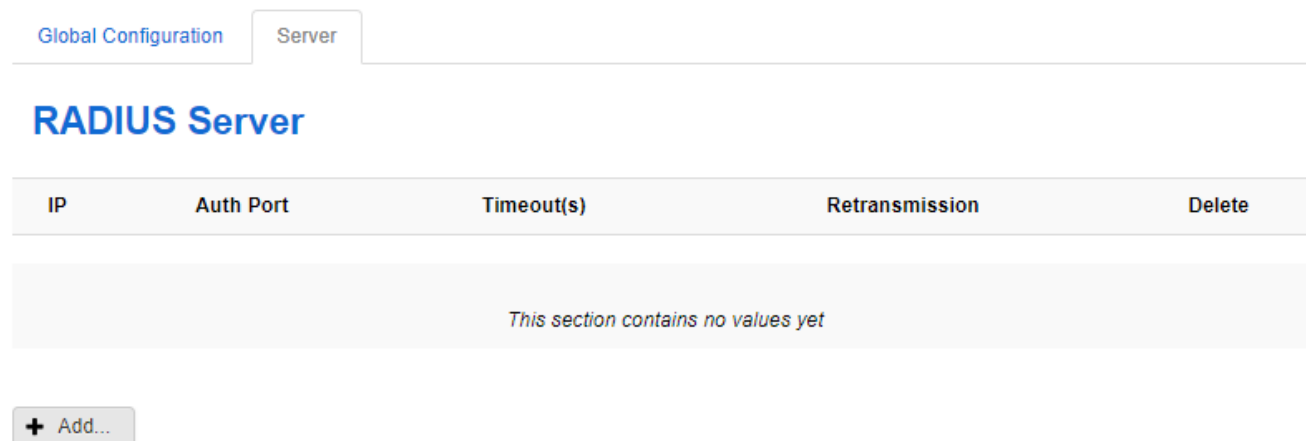 Global Configuration Server
RADIUS Server
IP Auth Port Timeout(s) Retransmission Delete
This section contains no values yet
+ Add...